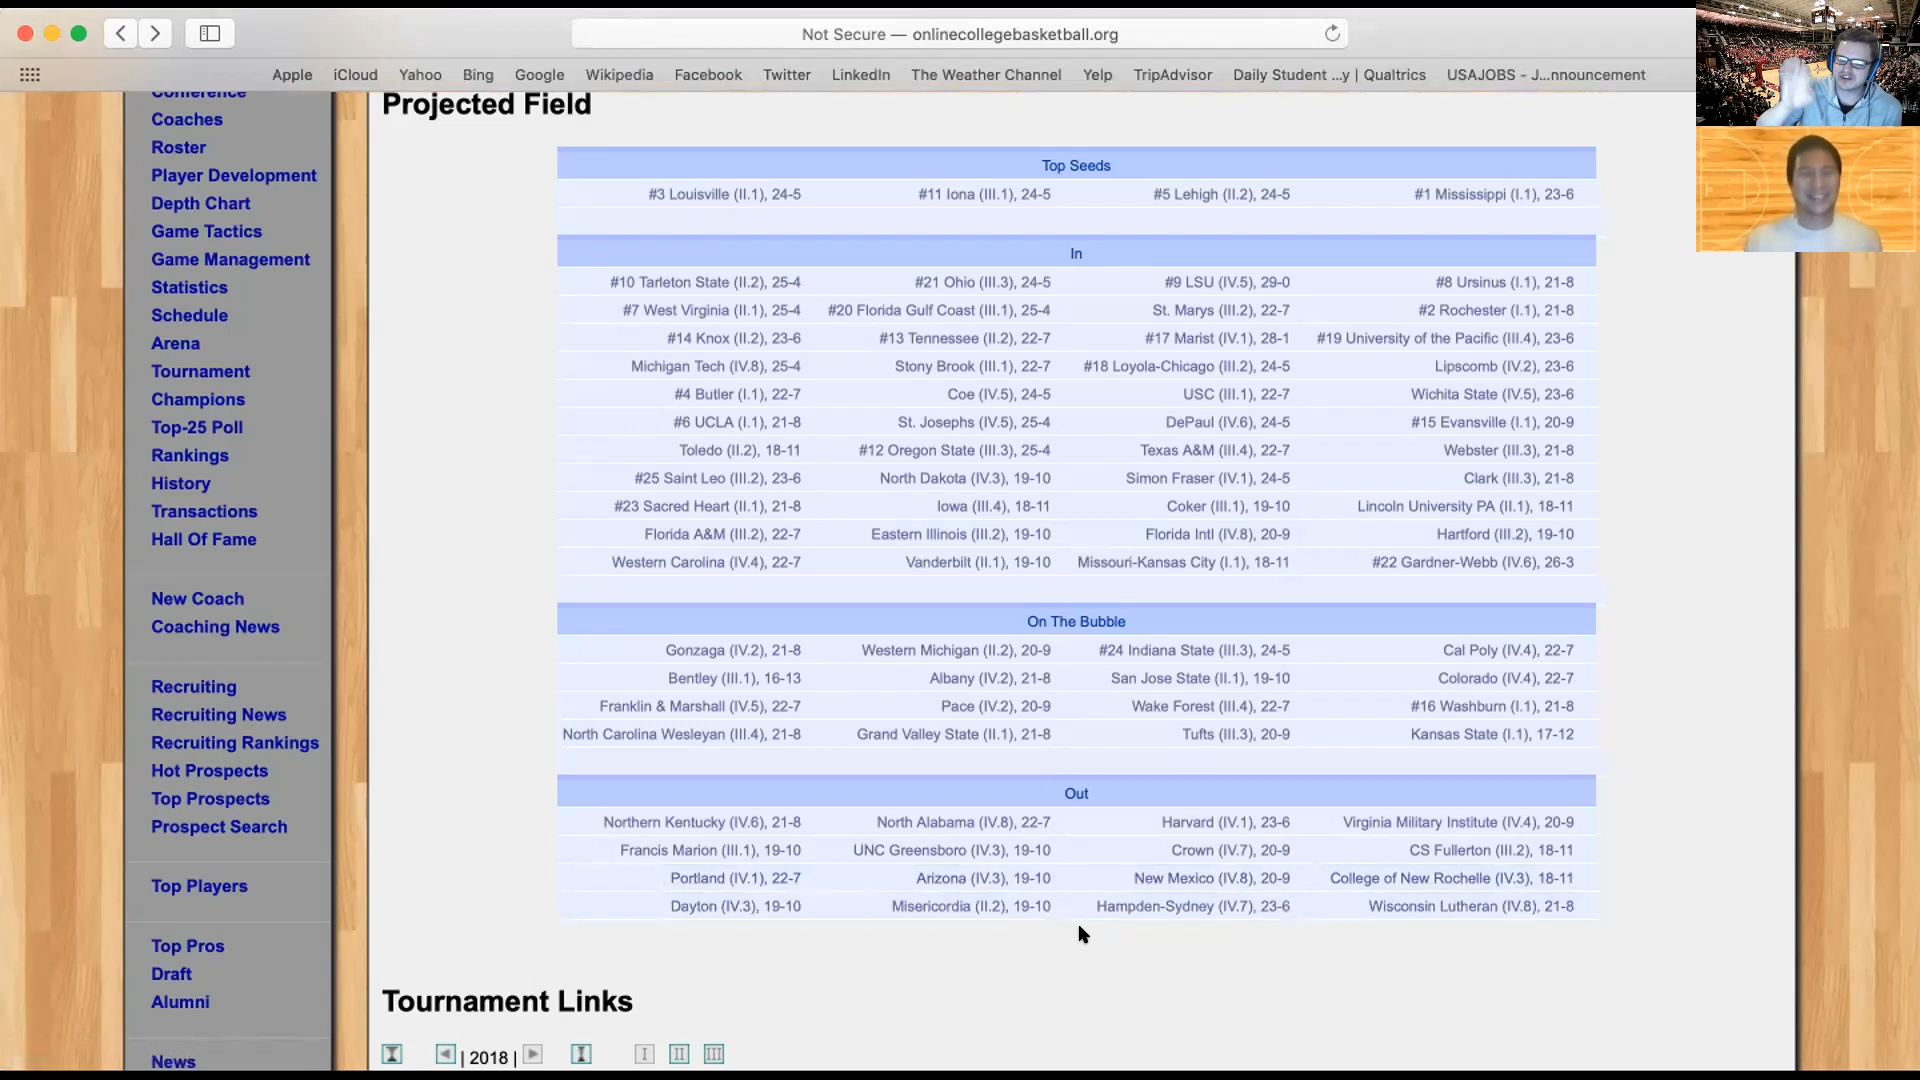 Not Secure — onlinecollegebasketball.org
Apple iCloud Yahoo Bing Google Wikipedia Facebook Twitter LinkedIn The Weather Channel Yelp TripAdvisor Daily Student ...y | Qualtrics USAJOBS - J...nnouncement
Conference
Coaches
Roster
Player Development
Depth Chart
Game Tactics
Game Management
Statistics
Schedule
Arena
Tournament
Champions
Top-25 Poll
Rankings
History
Transactions
Hall Of Fame
New Coach
Coaching News
Recruiting
Recruiting News
Recruiting Rankings
Hot Prospects
Top Prospects
Prospect Search
Top Players
Top Pros
Draft
Alumni
News
Projected Field
Top Seeds
#3 Louisville (II.1), 24-5 #11 Iona (III.1), 24-5 #5 Lehigh (II.2), 24-5 #1 Mississippi (I.1), 23-6
In
#10 Tarleton State (II.2), 25-4 #21 Ohio (III.3), 24-5 #9 LSU (IV.5), 29-0 #8 Ursinus (I.1), 21-8
#7 West Virginia (II.1), 25-4 #20 Florida Gulf Coast (III.1), 25-4 St. Marys (III.2), 22-7 #2 Rochester (I.1), 21-8
#14 Knox (II.2), 23-6 #13 Tennessee (II.2), 22-7 #17 Marist (IV.1), 28-1 #19 University of the Pacific (III.4), 23-6
Michigan Tech (IV.8), 25-4 Stony Brook (III.1), 22-7 #18 Loyola-Chicago (III.2), 24-5 Lipscomb (IV.2), 23-6
#4 Butler (I.1), 22-7 Coe (IV.5), 24-5 USC (III.1), 22-7 Wichita State (IV.5), 23-6
#6 UCLA (I.1), 21-8 St. Josephs (IV.5), 25-4 DePaul (IV.6), 24-5 #15 Evansville (I.1), 20-9
Toledo (II.2), 18-11 #12 Oregon State (III.3), 25-4 Texas A&M (III.4), 22-7 Webster (III.3), 21-8
#25 Saint Leo (III.2), 23-6 North Dakota (IV.3), 19-10 Simon Fraser (IV.1), 24-5 Clark (III.3), 21-8
#23 Sacred Heart (II.1), 21-8 Iowa (III.4), 18-11 Coker (III.1), 19-10 Lincoln University PA (II.1), 18-11
Florida A&M (III.2), 22-7 Eastern Illinois (III.2), 19-10 Florida Intl (IV.8), 20-9 Hartford (III.2), 19-10
Western Carolina (IV.4), 22-7 Vanderbilt (II.1), 19-10 Missouri-Kansas City (I.1), 18-11 #22 Gardner-Webb (IV.6), 26-3
On The Bubble
Gonzaga (IV.2), 21-8 Western Michigan (II.2), 20-9 #24 Indiana State (III.3), 24-5 Cal Poly (IV.4), 22-7
Bentley (III.1), 16-13 Albany (IV.2), 21-8 San Jose State (II.1), 19-10 Colorado (IV.4), 22-7
Franklin & Marshall (IV.5), 22-7 Pace (IV.2), 20-9 Wake Forest (III.4), 22-7 #16 Washburn (I.1), 21-8
North Carolina Wesleyan (III.4), 21-8 Grand Valley State (II.1), 21-8 Tufts (III.3), 20-9 Kansas State (I.1), 17-12
Out
Northern Kentucky (IV.6), 21-8 North Alabama (IV.8), 22-7 Harvard (IV.1), 23-6 Virginia Military Institute (IV.4), 20-9
Francis Marion (III.1), 19-10 UNC Greensboro (IV.3), 19-10 Crown (IV.7), 20-9 CS Fullerton (III.2), 18-11
Portland (IV.1), 22-7 Arizona (IV.3), 19-10 New Mexico (IV.8), 20-9 College of New Rochelle (IV.3), 18-11
Dayton (IV.3), 19-10 Misericordia (II.2), 19-10 Hampden-Sydney (IV.7), 23-6 Wisconsin Lutheran (IV.8), 21-8
Tournament Links
| 2018 | I II III